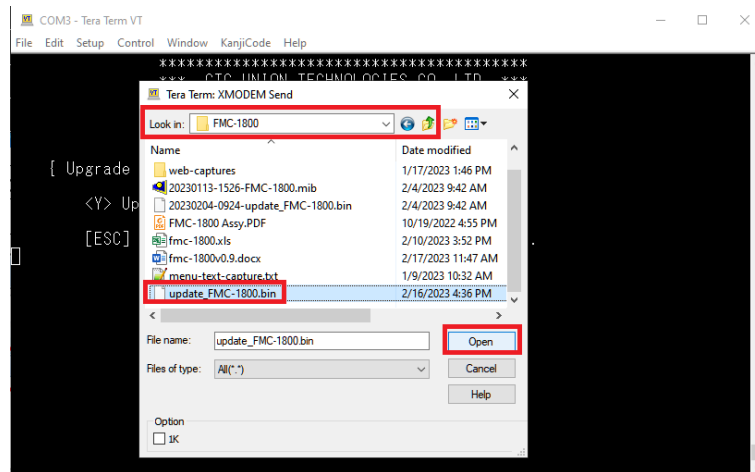 COM3 - Tera Term VT
File Edit Setup Control Window KanjiCode Help
*****************************************
*** CTC UNION TECHNOLOGIES CO., LTD ***
Tera Term: XMODEM Send
Look in: FMC-1800
Name Date modified
web-captures 1/17/2023 1:46 PM
20230113-1526-FMC-1800.mib 2/4/2023 9:42 AM
20230204-0924-update_FMC-1800.bin 2/4/2023 9:42 AM
FMC-1800 Assy.PDF 10/19/2022 4:55 PM
fmc-1800.xls 2/10/2023 3:52 PM
fmc-1800v0.9.docx 2/17/2023 11:47 AM
menu-text-capture.txt 1/9/2023 10:32 AM
update_FMC-1800.bin 2/16/2023 4:36 PM
[ Upgrade
<Y> Up
[ESC] .
File name: update_FMC-1800.bin Open
Files of type: All(*.*) Cancel
Help
Option
1K